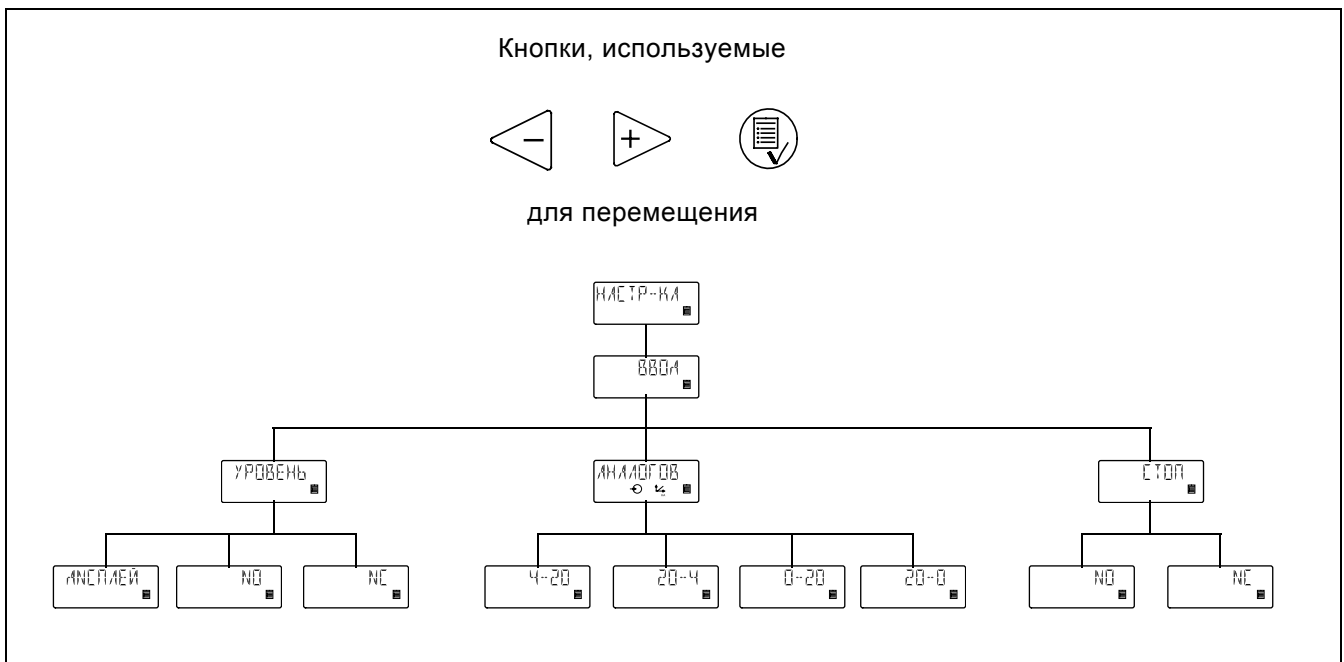 Кнопки, используемые
для перемещения
НАСТР-КА
ВВОД
УРОВЕНЬ
АНАЛОГОВ
СТОП
ДИСПЛЕЙ
NO
NC
4-20
20-4
0-20
20-0
NO
NC